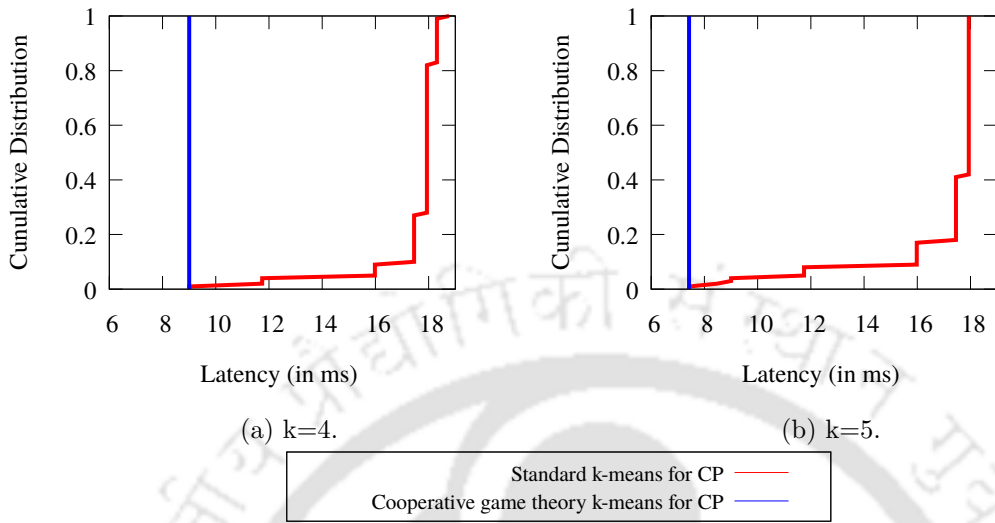 Cunulative Distribution
1
0.8
0.6
0.4
0.2
0
6 8 10 12 14 16 18
Latency (in ms)
(a) k=4.
Cunulative Distribution
1
0.8
0.6
0.4
0.2
0
6 8 10 12 14 16 18
Latency (in ms)
(b) k=5.
Standard k-means for CP
Cooperative game theory k-means for CP